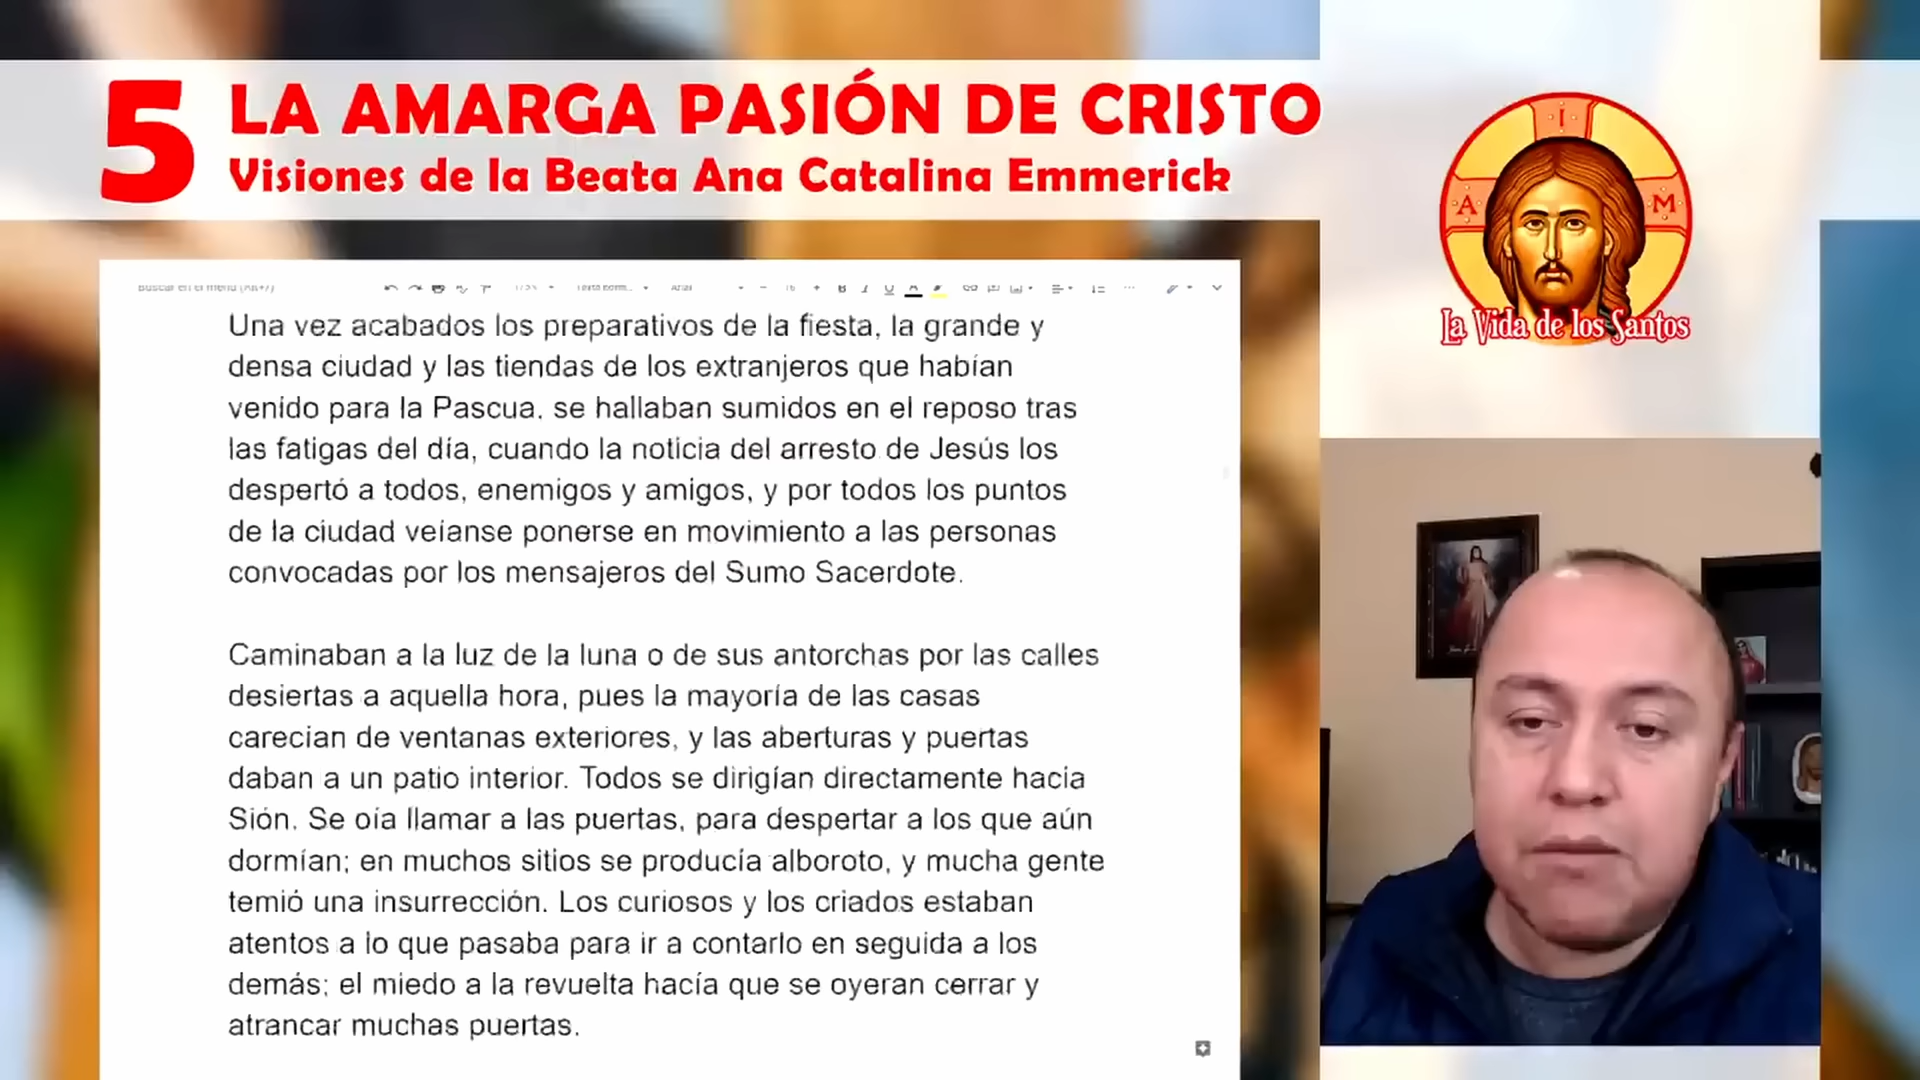 5
LA AMARGA PASIÓN DE CRISTO
Visiones de la Beata Ana Catalina Emmerick
I
A M
La Vida de los Santos
Buscar en el menú (Alt+/)
Una vez acabados los preparativos de la fiesta, la grande y
densa ciudad y las tiendas de los extranjeros que habían
venido para la Pascua. se hallaban sumidos en el reposo tras
las fatigas del día, cuando la noticia del arresto de Jesús los
despertó a todos, enemigos y amigos, y por todos los puntos
de la ciudad veíanse ponerse en movimiento a las personas
convocadas por los mensajeros del Sumo Sacerdote.
Caminaban a la luz de la luna o de sus antorchas por las calles
desiertas a aquella hora, pues la mayoría de las casas
carecian de ventanas exteriores, y las aberturas y puertas
daban a un patio interior. Todos se dirigían directamente hacía
Sión. Se oía llamar a las puertas, para despertar a los que aún
dormían; en muchos sitios se producía alboroto, y mucha gente
temió una insurrección. Los curiosos y los criados estaban
atentos a lo que pasaba para ir a contarlo en seguida a los
demás; el miedo a la revuelta hacía que se oyeran cerrar y
atrancar muchas puertas.